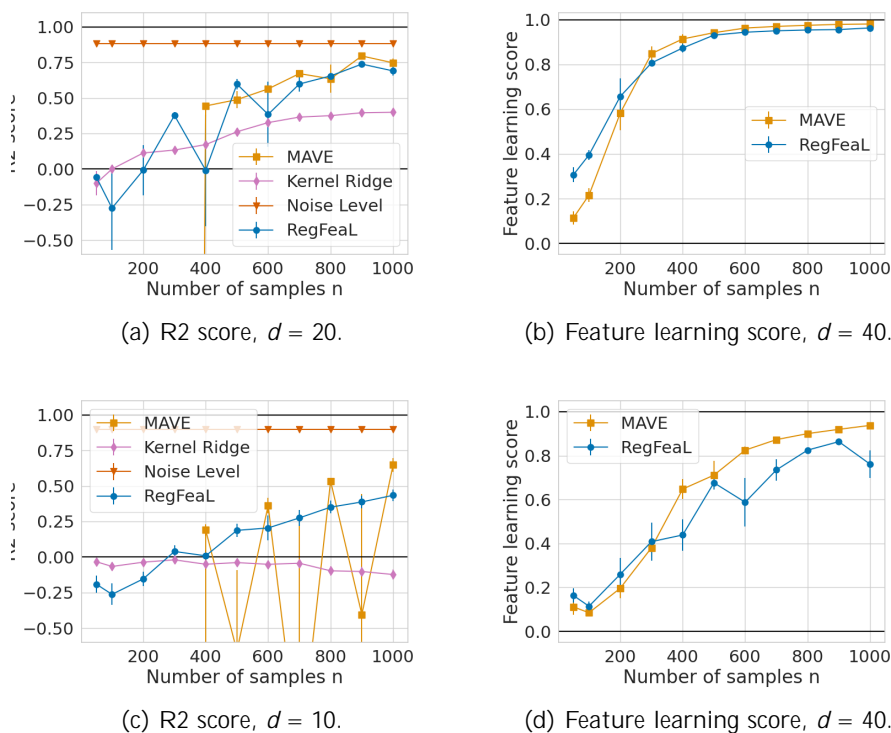 1.00
0.75
0.50
0.25
0.00
−0.25
−0.50
200 400 600 800 1000
Number of samples n
MAVE
Kernel Ridge
Noise Level
RegFeaL
(a) R2 score, d = 20.
Feature learning score
1.0
0.8
0.6
0.4
0.2
0.0
200 400 600 800 1000
Number of samples n
MAVE
RegFeaL
(b) Feature learning score, d = 40.
1.00
0.75
0.50
0.25
0.00
−0.25
−0.50
200 400 600 800 1000
Number of samples n
MAVE
Kernel Ridge
Noise Level
RegFeaL
(c) R2 score, d = 10.
Feature learning score
1.0
0.8
0.6
0.4
0.2
0.0
200 400 600 800 1000
Number of samples n
MAVE
RegFeaL
(d) Feature learning score, d = 40.